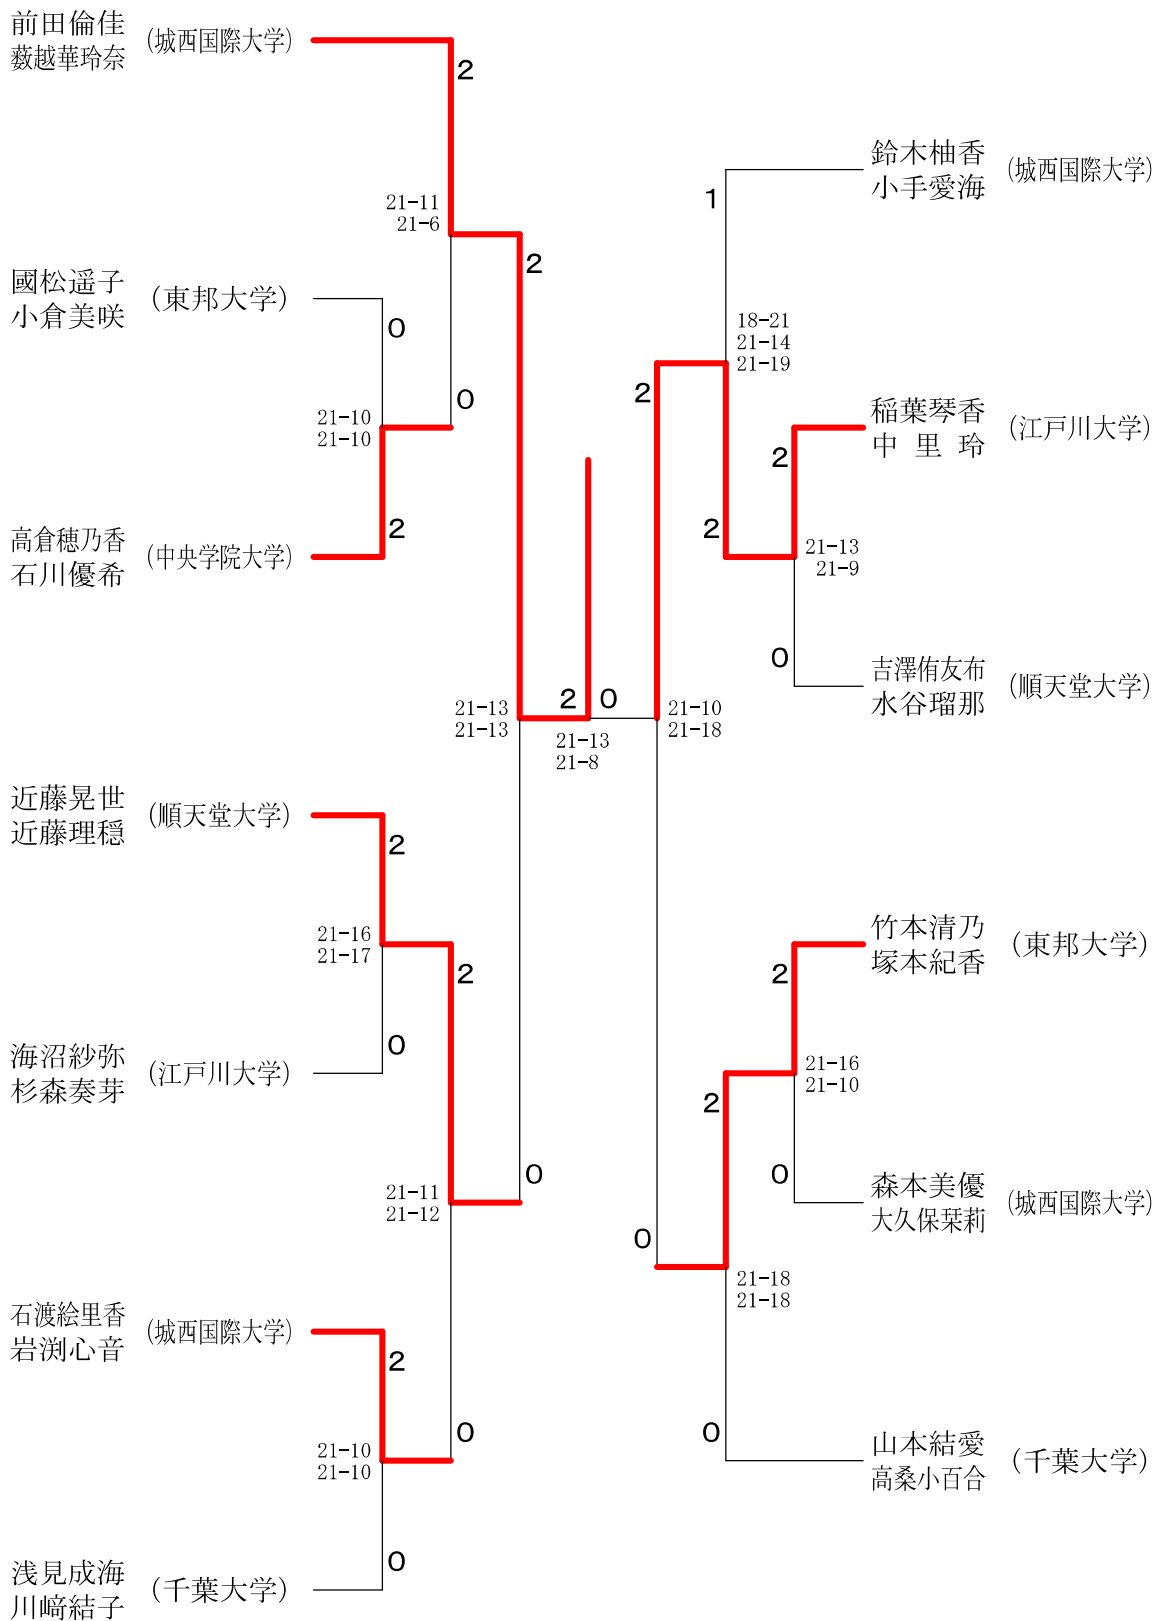 前田倫佳
薮越華玲奈
(城西国際大学)
2
21-11
21-6
2
國松遥子
小倉美咲
(東邦大学)
0
0
21-10
21-10
高倉穂乃香
石川優希
(中央学院大学)
2
21-13
21-13
近藤晃世
近藤理穏
(順天堂大学)
2
21-16
21-17
2
海沼紗弥
杉森奏芽
(江戸川大学)
0
21-11
21-12
0
石渡絵里香
岩渕心音
(城西国際大学)
2
0
21-10
21-10
浅見成海
川﨑結子
(千葉大学)
0
2 0
21-13
21-8
鈴木柚香
小手愛海
(城西国際大学)
1
18-21
21-14
21-19
2
稲葉琴香
中里玲
(江戸川大学)
2
2
21-13
21-9
吉澤侑友布
水谷瑠那
(順天堂大学)
0
21-10
21-18
竹本清乃
塚本紀香
(東邦大学)
2
21-16
21-10
2
森本美優
大久保栞莉
(城西国際大学)
0
0
21-18
21-18
山本結愛
高桑小百合
(千葉大学)
0